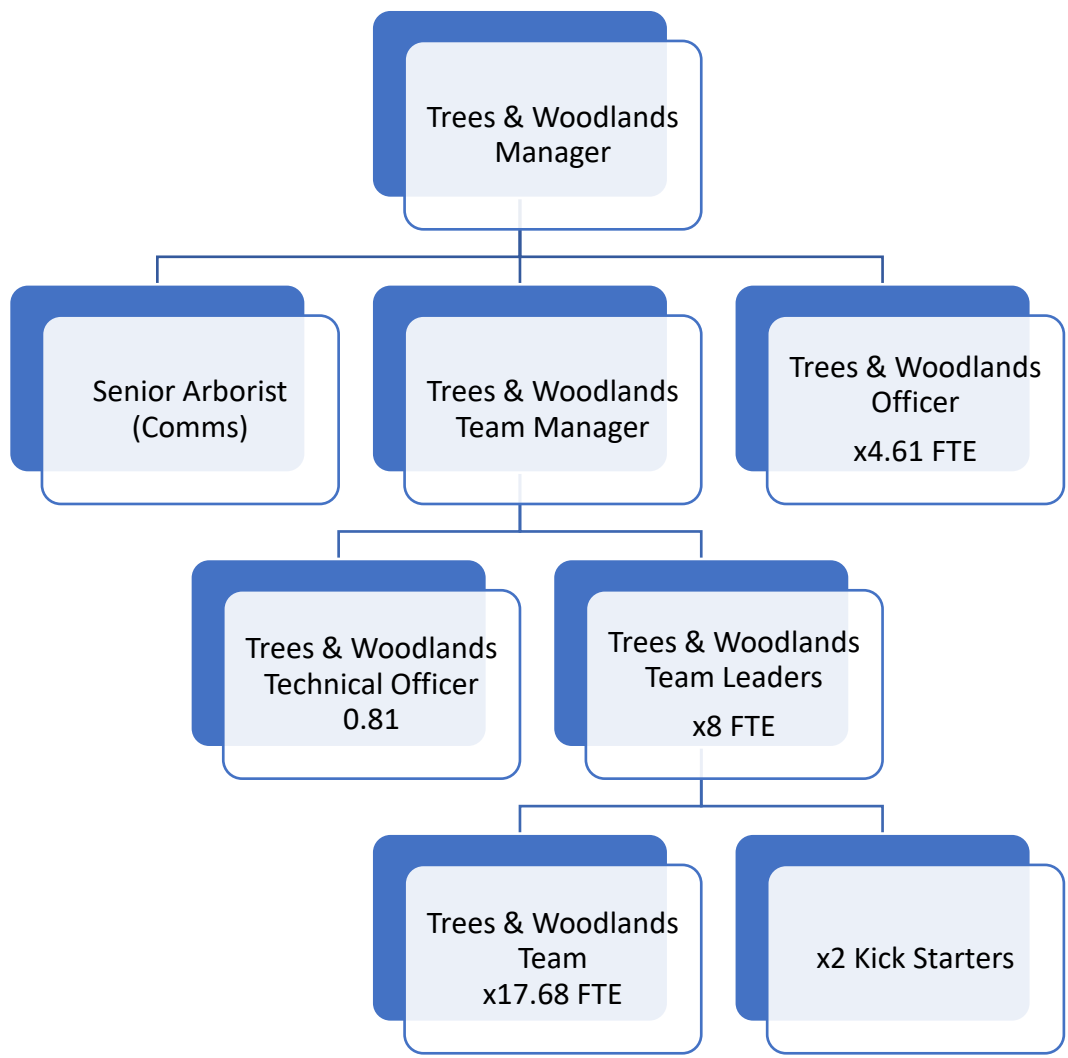 Trees & Woodlands
Manager
Senior Arborist
(Comms)
Trees & Woodlands
Team Manager
Trees & Woodlands
Officer
x4.61 FTE
Trees & Woodlands
Technical Officer
0.81
Trees & Woodlands
Team Leaders
x8 FTE
Trees & Woodlands
Team
x17.68 FTE
x2 Kick Starters